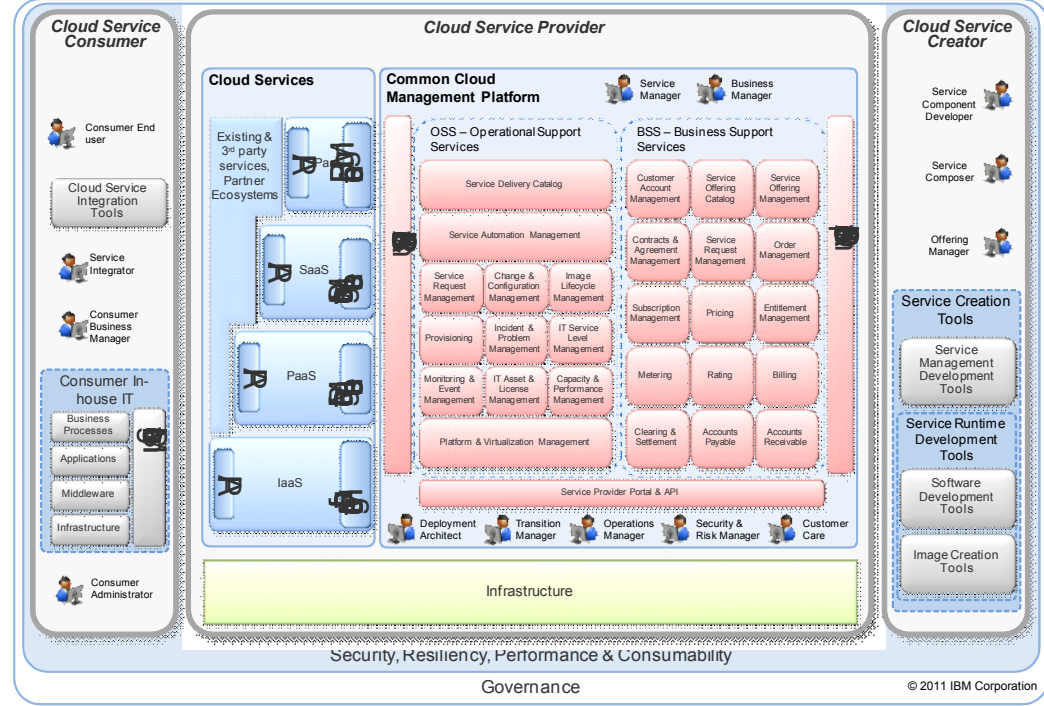 Cloud Service
Consumer
Consumer End
user
Cloud Service
Integration
Tools
Service
Integrator
Consumer
Business
Manager
Consumer In-
house IT
Business
Processes
Applications
Middleware
Infrastructure
Consumer
Administrator
Cloud Service Provider
Cloud Services
Existing &
3rd party
services,
Partner
Ecosystems
SaaS
PaaS
IaaS
Common Cloud
Management Platform
Service
Manager
Business
Manager
OSS – Operational Support
Services
Service Delivery Catalog
Service Automation Management
Service
Request
Management
Change &
Configuration
Management
Image
Lifecycle
Management
Provisioning
Incident &
Problem
Management
IT Service
Level
Management
Monitoring &
Event
Management
IT Asset &
License
Management
Capacity &
Performance
Management
Platform & Virtualization Management
BSS – Business Support
Services
Customer
Account
Management
Service
Offering
Catalog
Service
Offering
Management
Contracts &
Agreement
Management
Service
Request
Management
Order
Management
Subscription
Management
Pricing
Entitlement
Management
Metering
Rating
Billing
Clearing &
Settlement
Accounts
Payable
Accounts
Receivable
Service Provider Portal & API
Deployment
Architect
Transition
Manager
Operations
Manager
Security &
Risk Manager
Customer
Care
Infrastructure
Cloud Service
Creator
Service
Component
Developer
Service
Composer
Offering
Manager
Service Creation
Tools
Service
Management
Development
Tools
Service Runtime
Development
Tools
Software
Development
Tools
Image Creation
Tools
Security, Resiliency, Performance & Consumability
Governance
© 2011 IBM Corporation